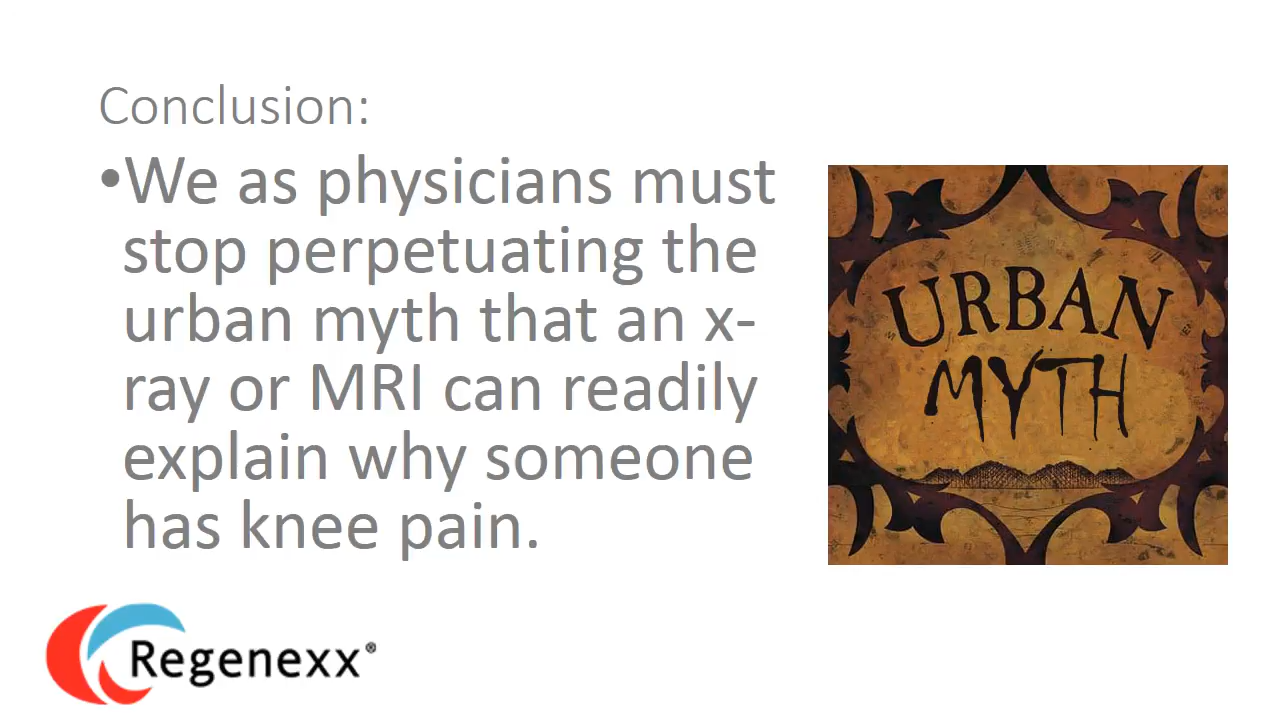 Conclusion:
•We as physicians must
stop perpetuating the
urban myth that an x-
ray or MRI can readily
explain why someone
has knee pain.
URBAN
MYTH
Regenexx®